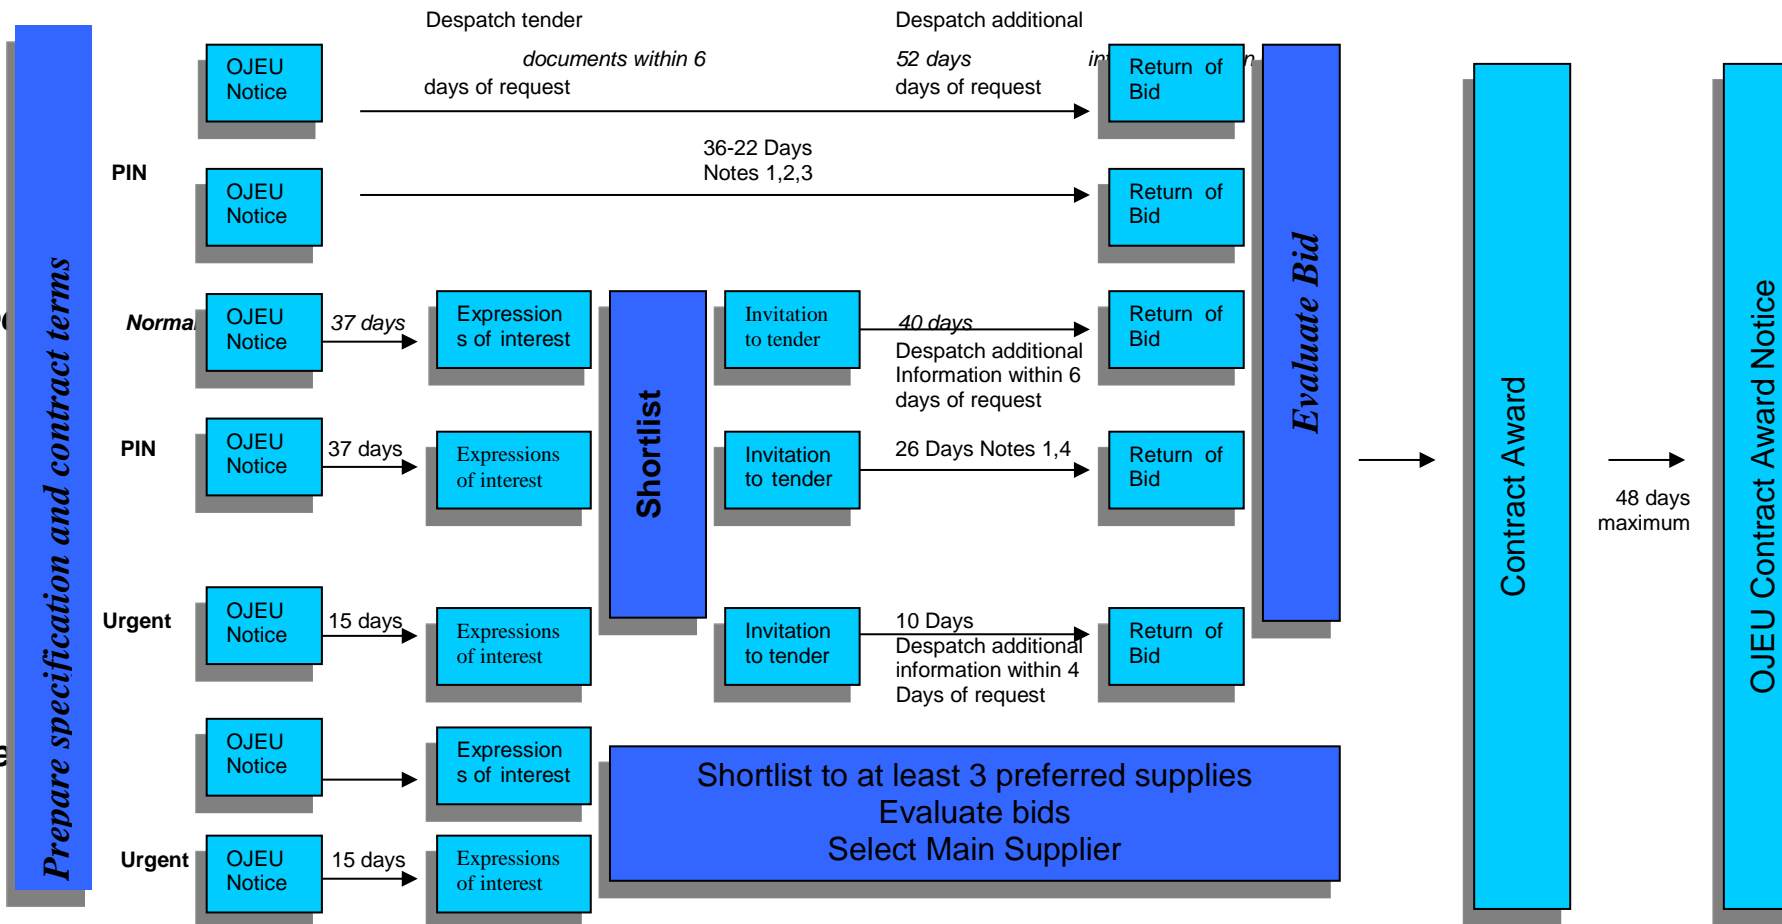 Despatch tender
Despatch additional
documents within 6
52 days
days of request
days of request
OJEU
Notice
Return of
Bid
36-22 Days
Notes 1,2,3
PIN
OJEU
Notice
Return of
Bid
Prepare specification and contract terms
Evaluate Bid
OJEU
Notice
37 days
Expression
s of interest
Shortlist
Invitation
to tender
40 days
Despatch additional
Information within 6
days of request
Return of
Bid
PIN
OJEU
Notice
37 days
Expressions
of interest
Invitation
to tender
26 Days Notes 1,4
Return of
Bid
Contract Award
48 days
maximum
OJEU Contract Award Notice
Urgent
OJEU
Notice
15 days
Expressions
of interest
Invitation
to tender
10 Days
Despatch additional
information within 4
Days of request
Return of
Bid
OJEU
Notice
Expression
s of interest
Shortlist to at least 3 preferred supplies
Evaluate bids
Select Main Supplier
Urgent
OJEU
Notice
15 days
Expressions
of interest